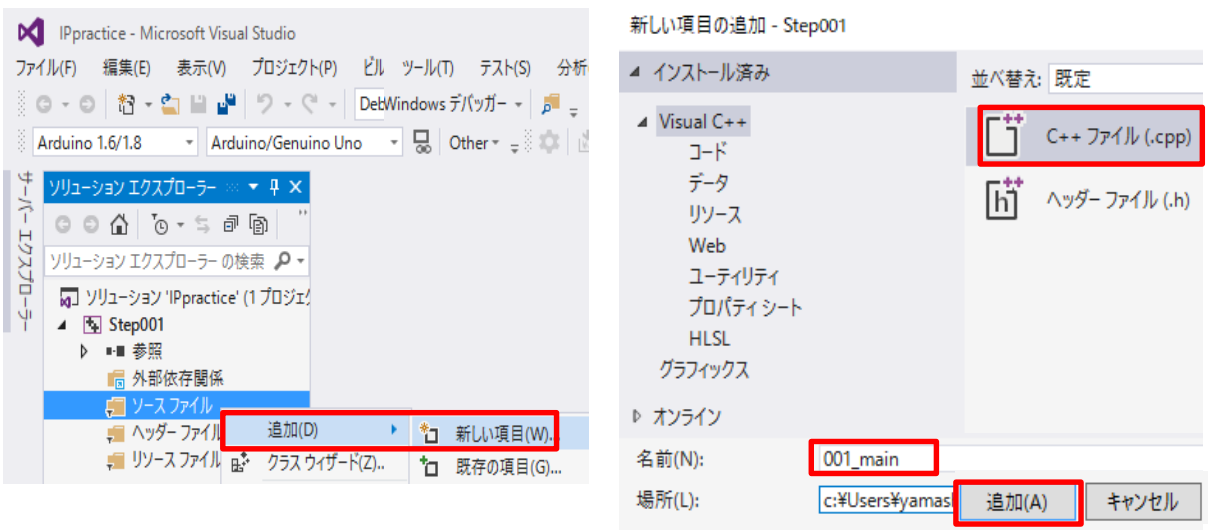 IPpractice - Microsoft Visual Studio
ファイル(F) 編集(E) 表示(V) プロジェクト(P) ビル ツール(T) テスト(S) 分析
Deb Windows デバッガー
Arduino 1.6/1.8 Arduino/Genuino Uno Other
サーバー エクスプローラー
ソリューション エクスプローラー
ソリューション エクスプローラー の検索
ソリューション 'IPpractice' (1 プロジェク
Step001
参照
外部依存関係
ソース ファイル
ヘッダー ファイル
リソース ファイル
追加(D)
クラス ウィザード(Z)..
新しい項目(W)...
既存の項目(G)...
新しい項目の追加 - Step001
インストール済み
並べ替え: 既定
Visual C++
コード
データ
リソース
Web
ユーティリティ
プロパティ シート
HLSL
グラフィックス
オンライン
C++ ファイル (.cpp)
ヘッダー ファイル (.h)
名前(N): 001_main
場所(L): c:¥Users¥yamas
追加(A) キャンセル